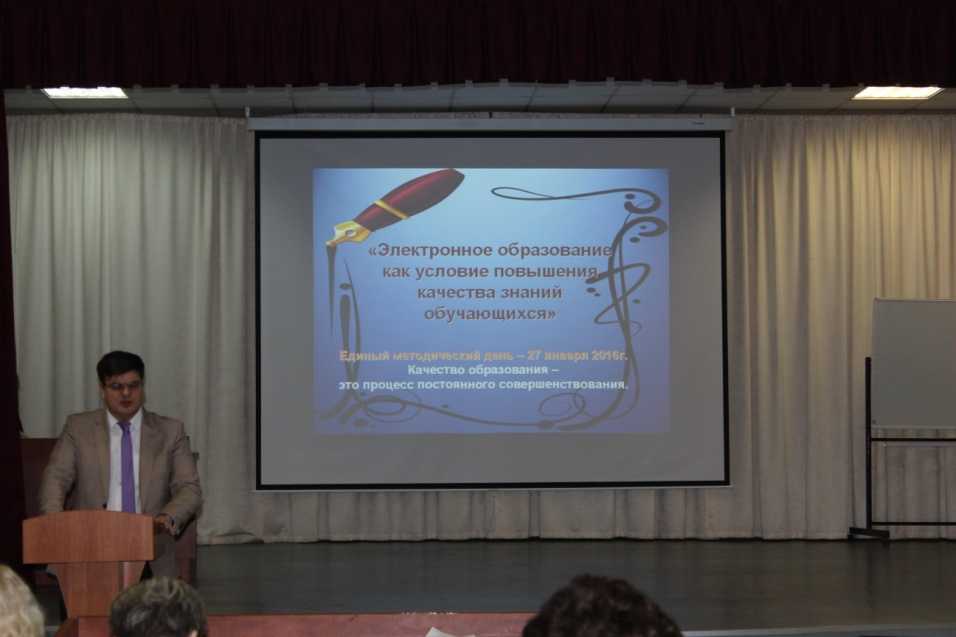 «Электронное образование
как условие повышения
качества знаний
обучающихся»
Единый методический день – 27 января 2016г.
Качество образования –
это процесс постоянного совершенствования.